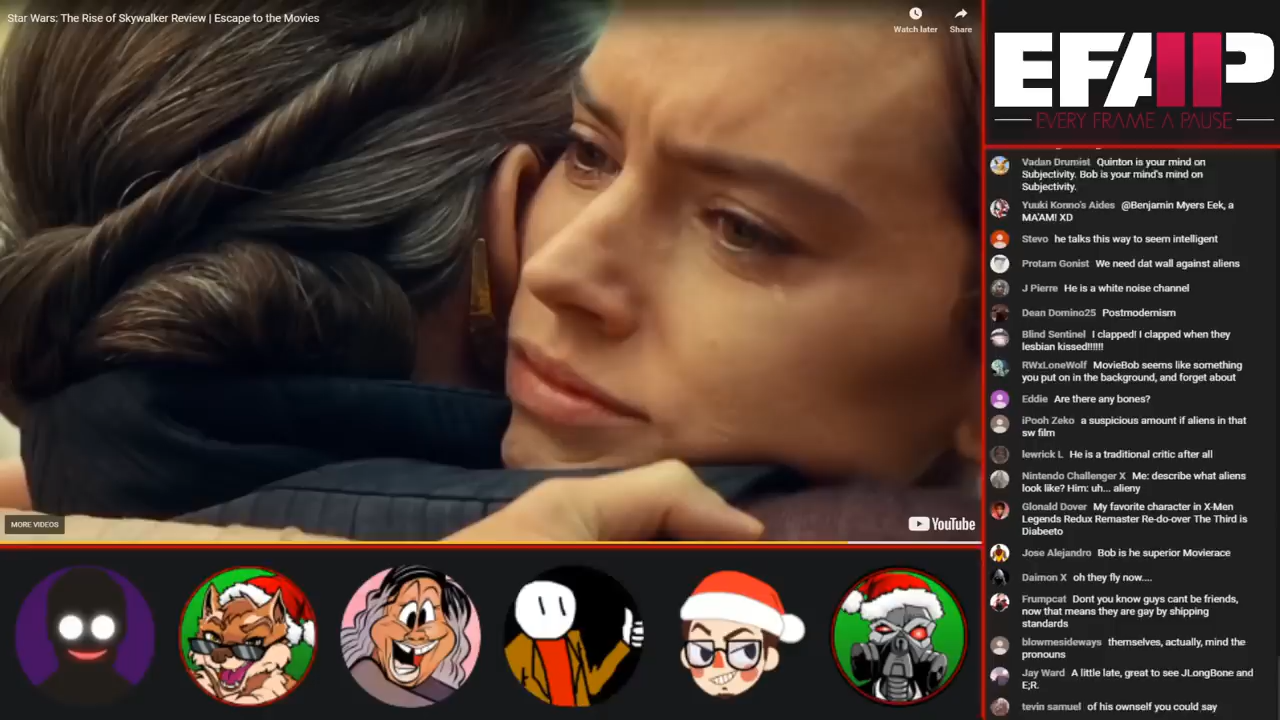 Star Wars: The Rise of Skywalker Review | Escape to the Movies
Watch later
Share
MORE VIDEOS
YouTube
EFAP
EVERY FRAME A PAUSE
Vadan Drumist Quinton is your mind on
Subjectivity. Bob is your mind's mind on
Subjectivity.
Yuuki Konno's Aides @Benjamin Myers Eek, a
MA'AM! XD
Stevo he talks this way to seem intelligent
Protam Gonist We need dat wall against aliens
J Pierre He is a white noise channel
Dean Domino25 Postmodernism
Blind Sentinel I clapped! I clapped when they
lesbian kissed!!!!!!
RWxLoneWolf MovieBob seems like something
you put on in the background, and forget about
Eddie Are there any bones?
iPooh Zeko a suspicious amount if aliens in that
sw film
lewrick L He is a traditional critic after all
Nintendo Challenger X Me: describe what aliens
look like? Him: uh... alieny
Glonald Dover My favorite character in X-Men
Legends Redux Remaster Re-do-over The Third is
Diabeeto
Jose Alejandro Bob is he superior Movierace
Daimon X oh they fly now....
Frumpcat Dont you know guys cant be friends,
now that means they are gay by shipping
standards
blowmesideways themselves, actually, mind the
pronouns
Jay Ward A little late, great to see JLongBone and
E;R.
tevin samuel of his ownself you could say